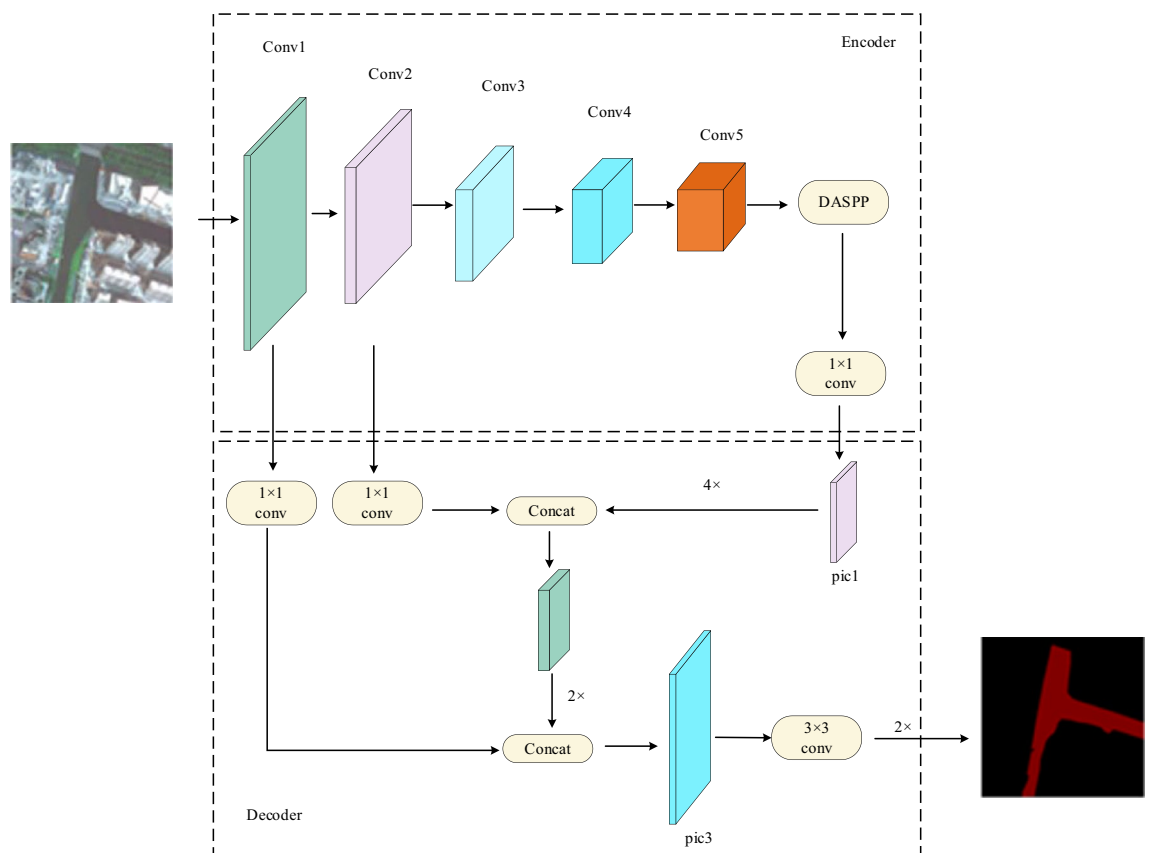 Encoder
Conv1
Conv2
Conv3
Conv4
Conv5
DASPP
1×1
conv
1×1
conv
1×1
conv
Concat
4×
pic1
2×
Concat
pic3
3×3
conv
2×
Decoder